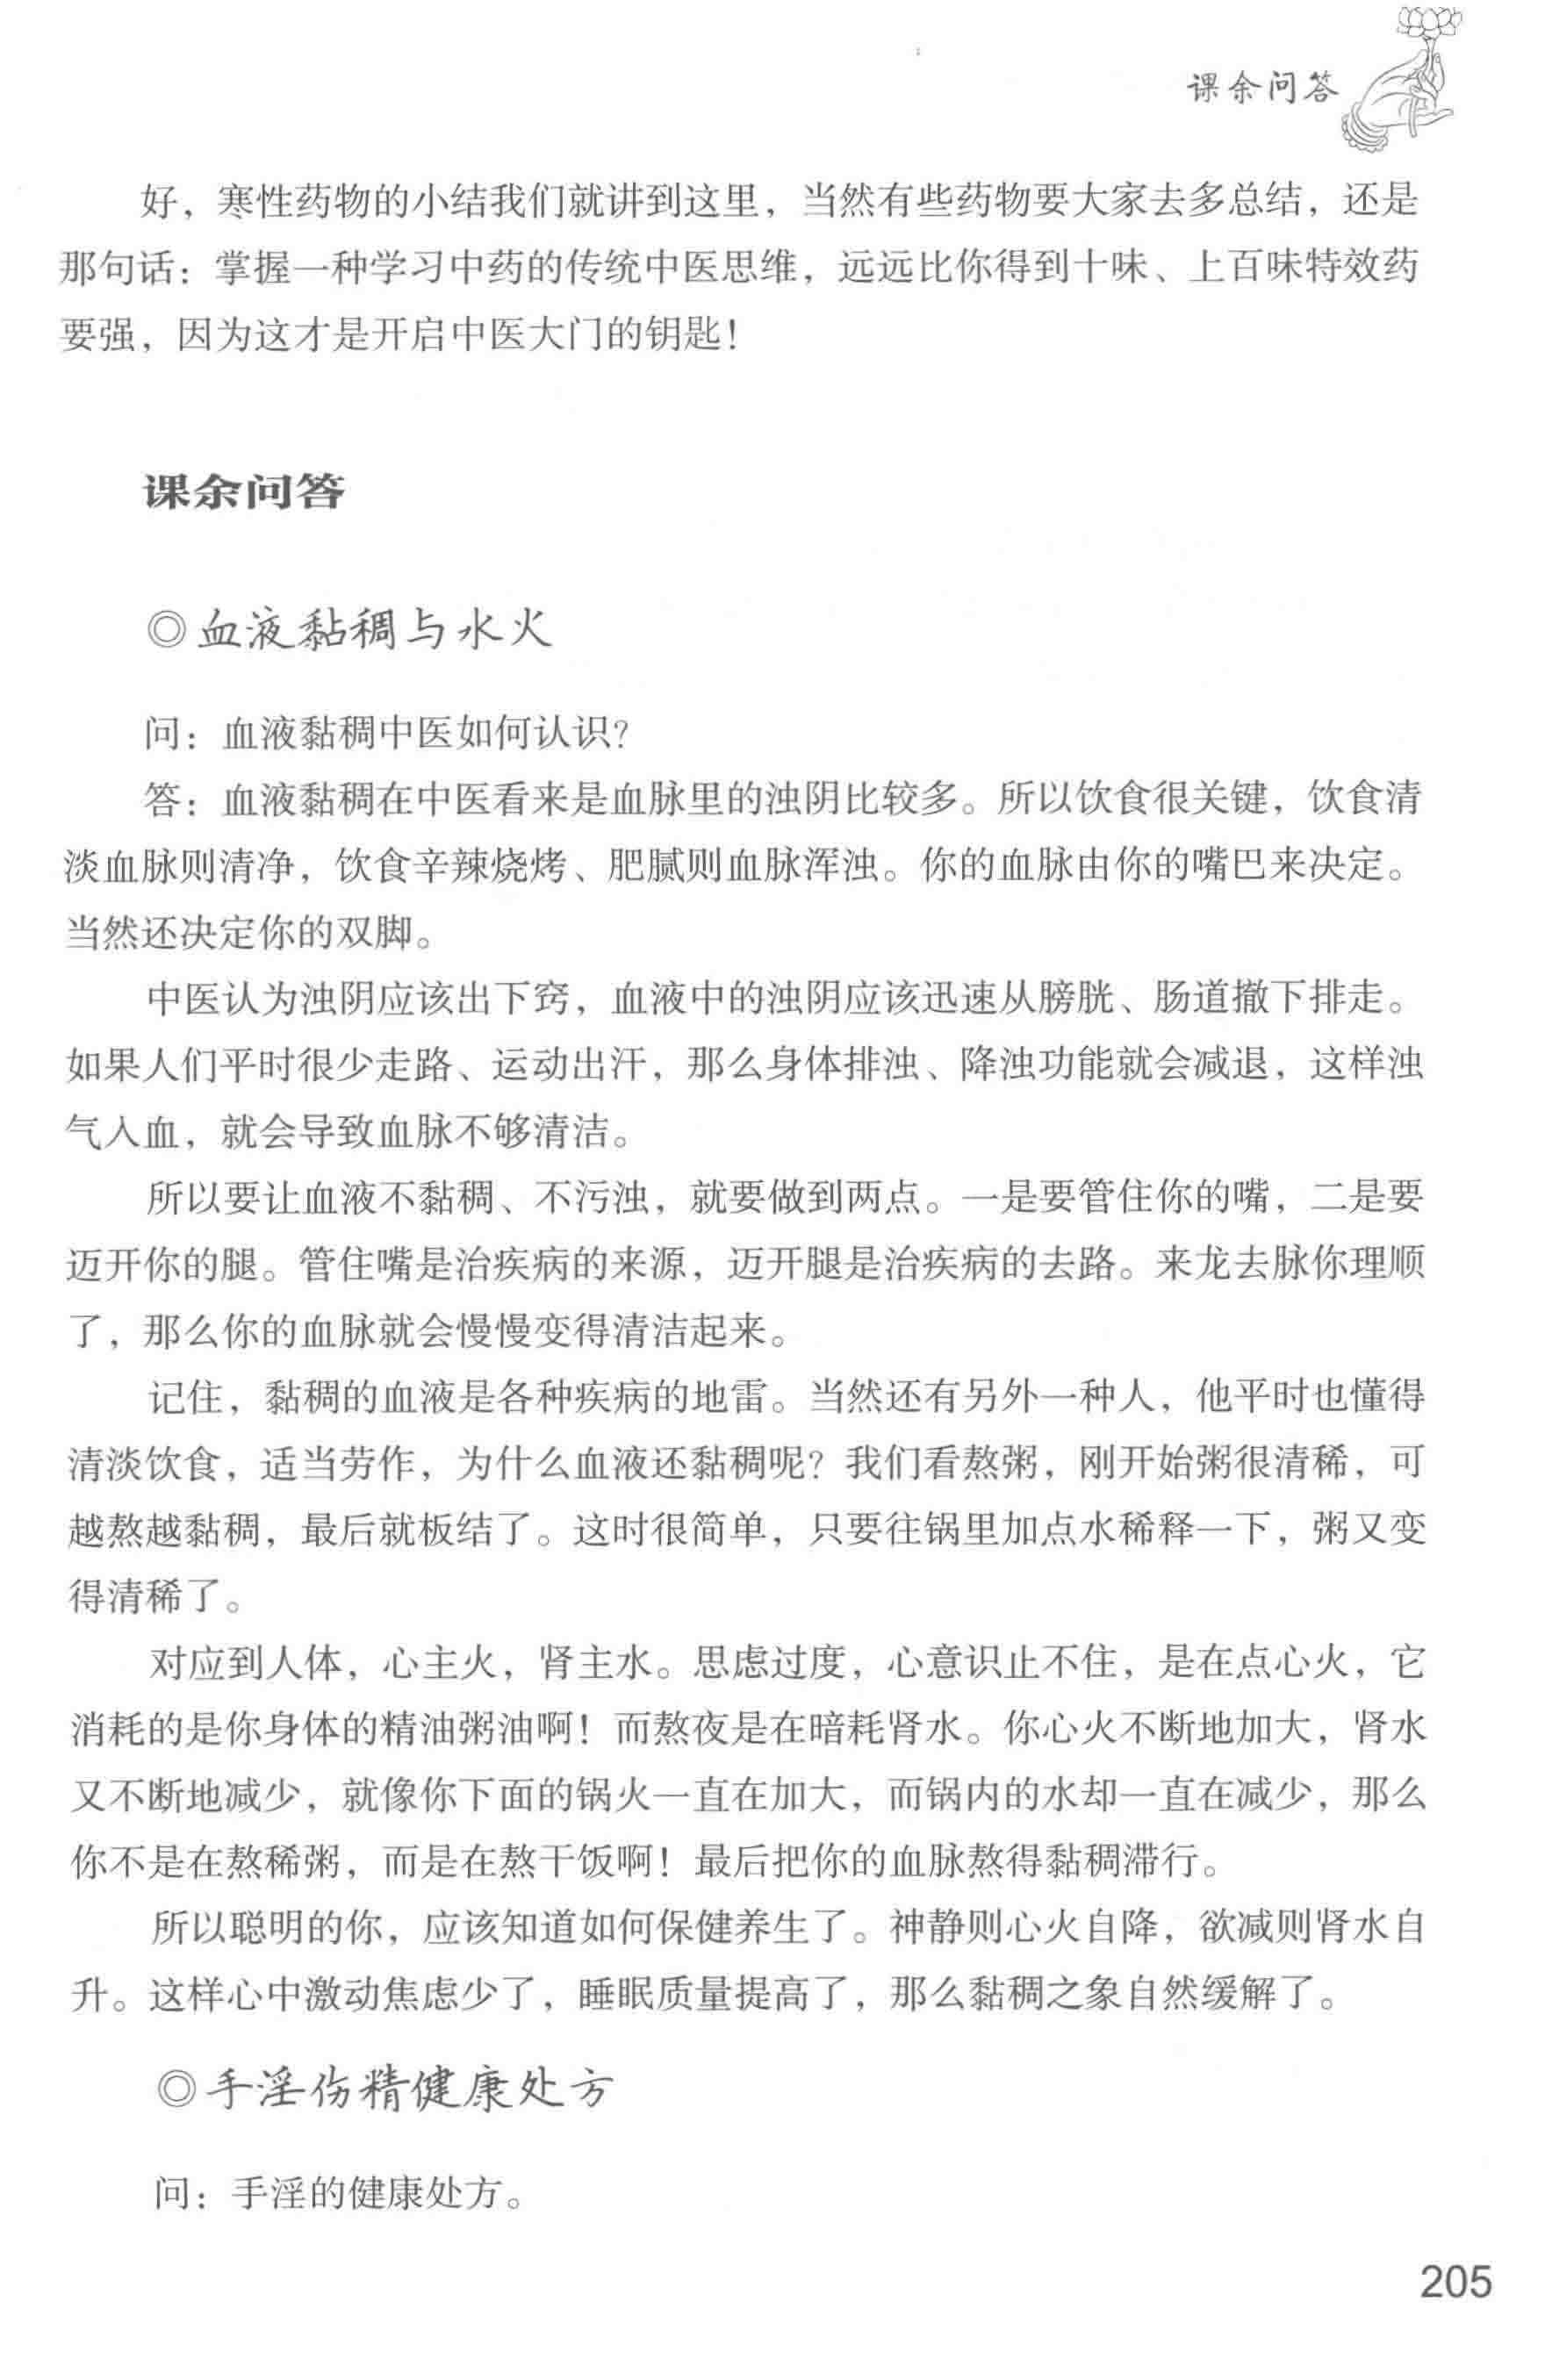 课余问答
好，寒性药物的小结我们就讲到这里，当然有些药物要大家去多总结，还是
那句话：掌握一种学习中药的传统中医思维，远远比你得到十味、上百味特效药
要强，因为这才是开启中医大门的钥匙！
课余问答
◎血液黏稠与水火
问：血液黏稠中医如何认识？
答：血液黏稠在中医看来是血脉里的浊阴比较多。所以饮食很关键，饮食清
淡血脉则清净，饮食辛辣烧烤、肥腻则血脉浑浊。你的血脉由你的嘴巴来决定。
当然还决定你的双脚。
中医认为浊阴应该出下窍，血液中的浊阴应该迅速从膀胱、肠道撤下排走。
如果人们平时很少走路、运动出汗，那么身体排浊、降浊功能就会减退，这样浊
气入血，就会导致血脉不够清洁。
所以要让血液不黏稠、不污浊，就要做到两点。一是要管住你的嘴，二是要
迈开你的腿。管住嘴是治疾病的来源，迈开腿是治疾病的去路。来龙去脉你理顺
了，那么你的血脉就会慢慢变得清洁起来。
记住，黏稠的血液是各种疾病的地雷。当然还有另外一种人，他平时也懂得
清淡饮食，适当劳作，为什么血液还黏稠呢？我们看熬粥，刚开始粥很清稀，可
越熬越黏稠，最后就板结了。这时很简单，只要往锅里加点水稀释一下，粥又变
得清稀了。
对应到人体，心主火，肾主水。思虑过度，心意识止不住，是在点心火，它
消耗的是你身体的精油粥油啊！而熬夜是在暗耗肾水。你心火不断地加大，肾水
又不断地减少，就像你下面的锅火一直在加大，而锅内的水却一直在减少，那么
你不是在熬稀粥，而是在熬干饭啊！最后把你的血脉熬得黏稠滞行。
所以聪明的你，应该知道如何保健养生了。神静则心火自降，欲减则肾水自
升。这样心中激动焦虑少了，睡眠质量提高了，那么黏稠之象自然缓解了。
◎手淫伤精健康处方
问：手淫的健康处方。
205